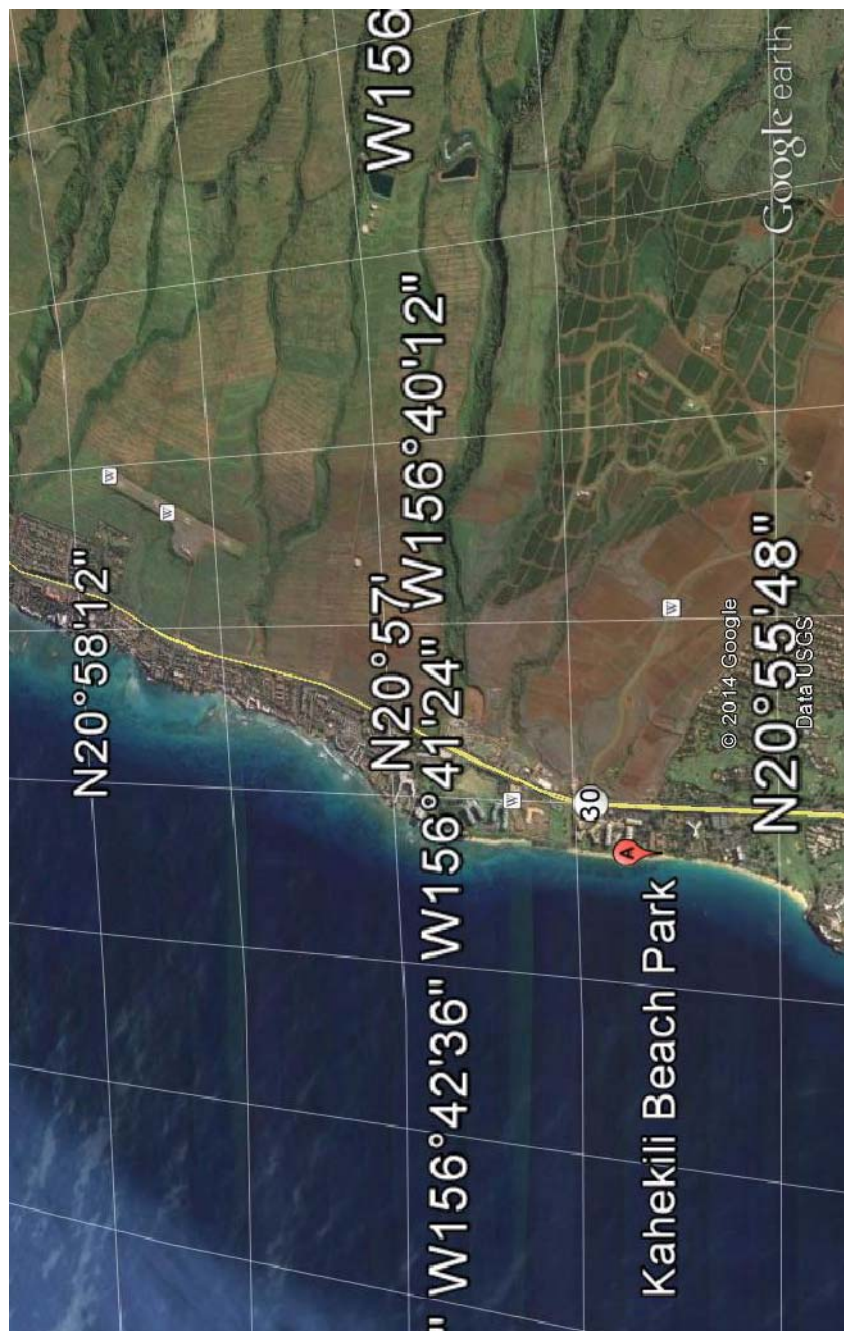 N20°58'12"
W156
N20°57'
" W156°42'36" W156°41'24" W156°40'12"
30
A
W
W
W
W
Kahekili Beach Park
© 2014 Google
N20°55'48"
Data USGS
Google earth